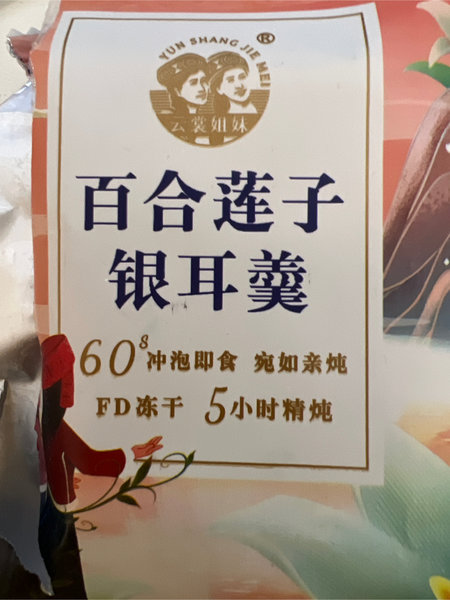 YUN SHANG JIE MEI ®
云裳姐妹
百合莲子
银耳羹
60s冲泡即食 宛如亲炖
FD冻干 5小时精炖